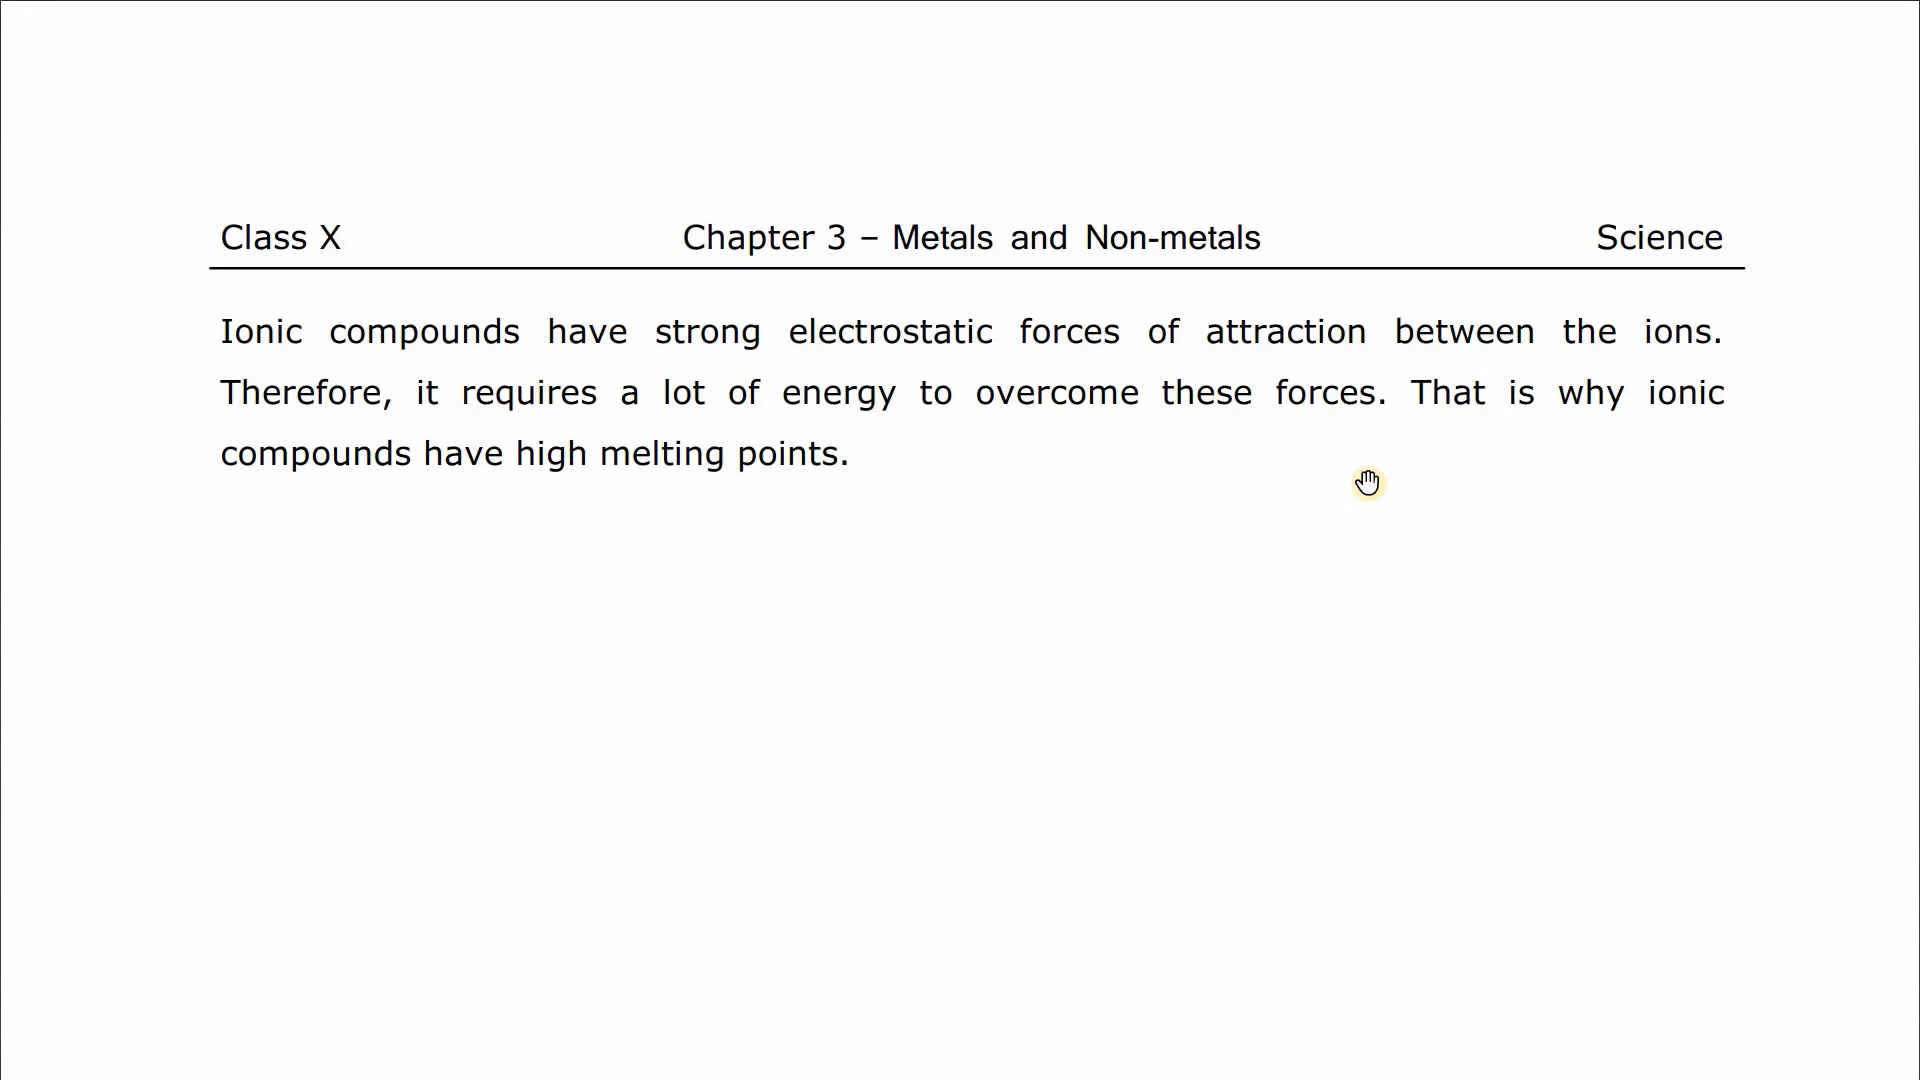 Class X Chapter 3 – Metals and Non-metals Science
Ionic compounds have strong electrostatic forces of attraction between the ions.
Therefore, it requires a lot of energy to overcome these forces. That is why ionic
compounds have high melting points.